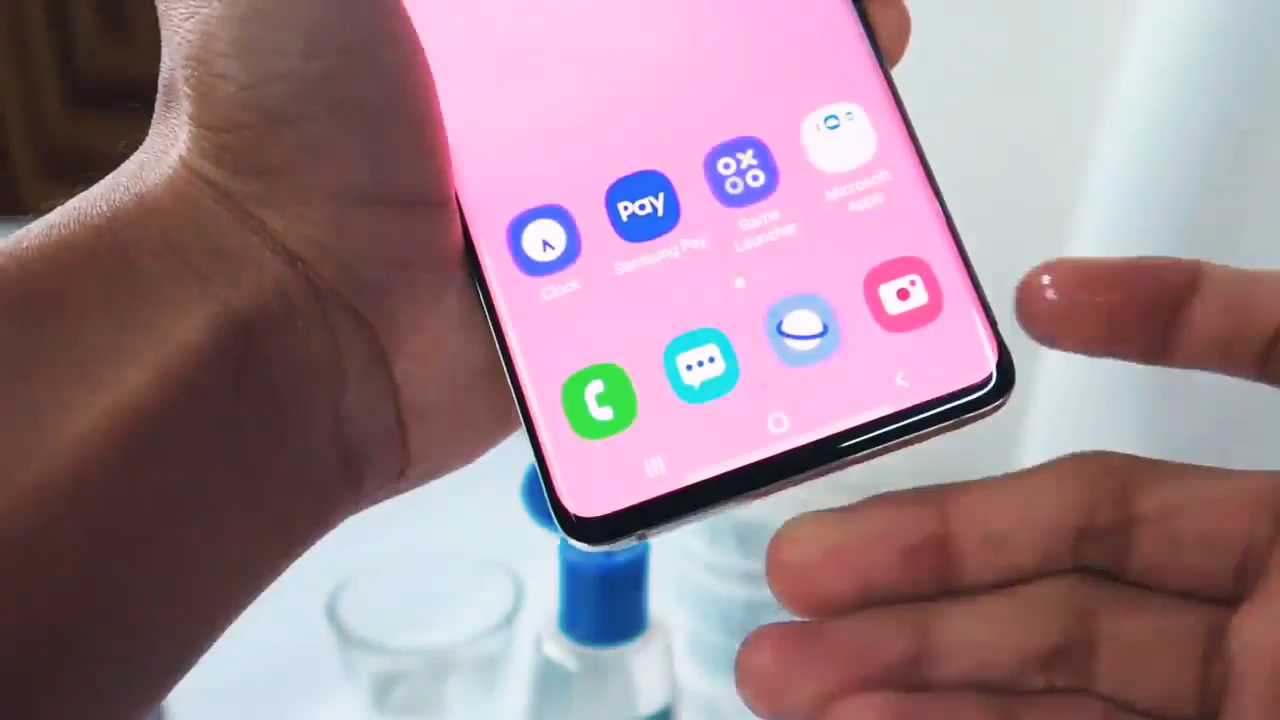 pay
Clock
Samsung Pay
Game
Launcher
Microsoft
Apps